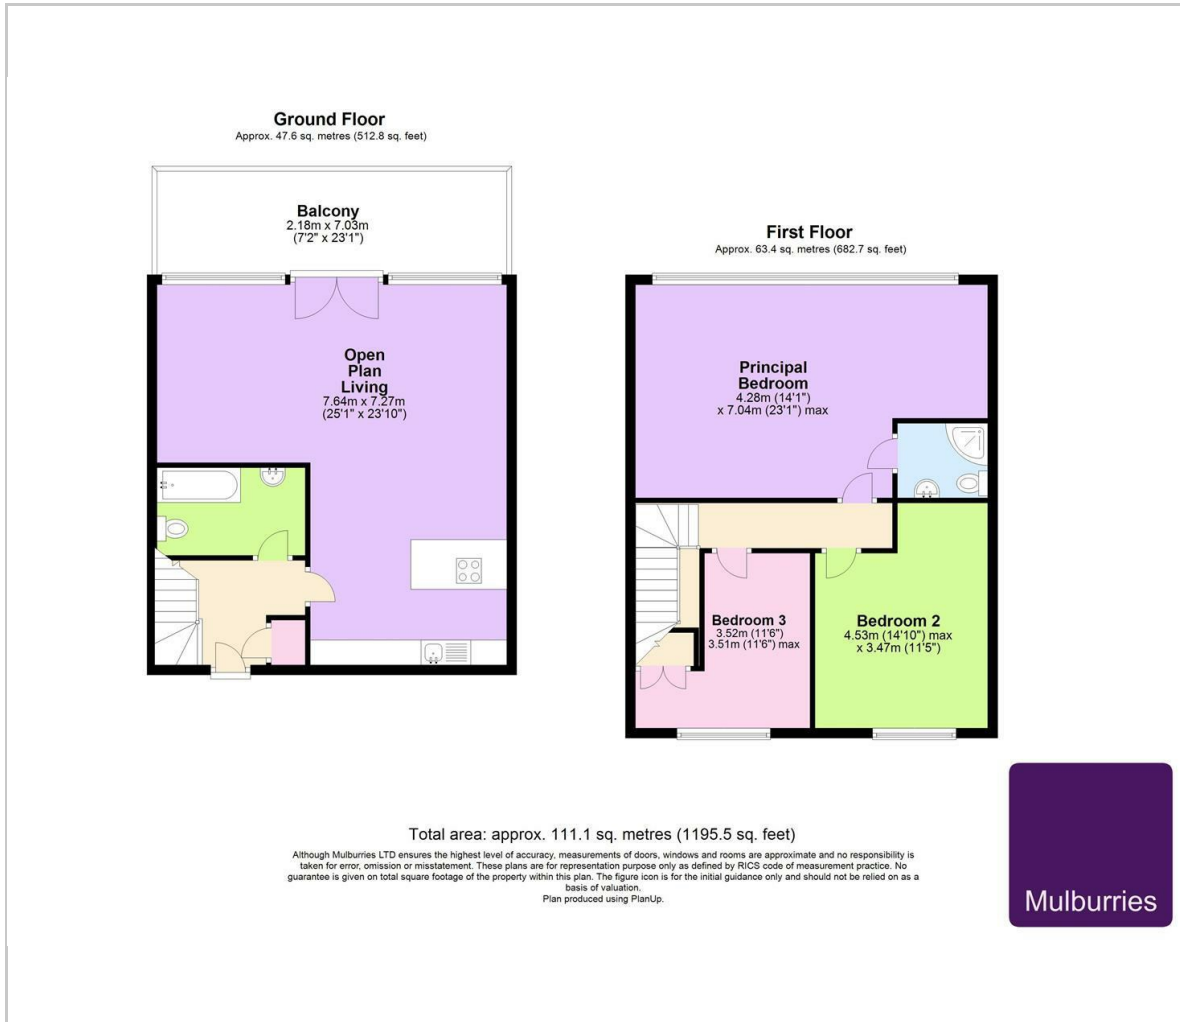 Ground Floor
Approx. 47.6 sq. metres (512.8 sq. feet)
Balcony
2.18m x 7.03m
(7'2" x 23'1")
Open
Plan
Living
7.64m x 7.27m
(25'1" x 23'10")
First Floor
Approx. 63.4 sq. metres (682.7 sq. feet)
Principal
Bedroom
4.28m (14'1")
x 7.04m (23'1") max
Bedroom 3
3.52m (11'6")
3.51m (11'6") max
Bedroom 2
4.53m (14'10") max
x 3.47m (11'5")
Total area: approx. 111.1 sq. metres (1195.5 sq. feet)
Although Mulburries LTD ensures the highest level of accuracy, measurements of doors, windows and rooms are approximate and no responsibility is
taken for error, omission or misstatement. These plans are for representation purpose only as defined by RICS code of measurement practice. No
guarantee is given on total square footage of the property within this plan. The figure icon is for the initial guidance only and should not be relied on as a
basis of valuation.
Plan produced using PlanUp.
Mulburries